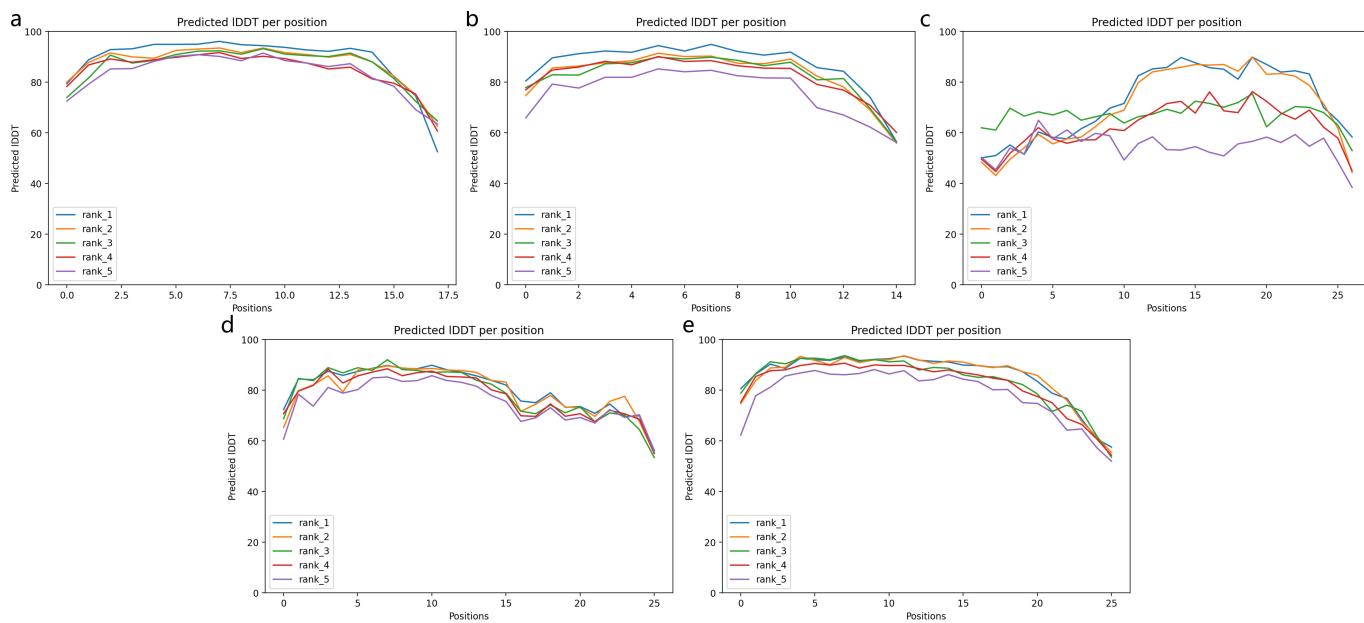 a
Predicted lDDT per position
100
80
60
40
20
0
Predicted lDDT
rank_1
rank_2
rank_3
rank_4
rank_5
0.0 2.5 5.0 7.5 10.0 12.5 15.0 17.5
Positions
b
Predicted lDDT per position
100
80
60
40
20
0
Predicted lDDT
rank_1
rank_2
rank_3
rank_4
rank_5
0 2 4 6 8 10 12 14
Positions
c
Predicted lDDT per position
100
80
60
40
20
0
Predicted lDDT
rank_1
rank_2
rank_3
rank_4
rank_5
0 5 10 15 20 25
Positions
d
Predicted lDDT per position
100
80
60
40
20
0
Predicted lDDT
rank_1
rank_2
rank_3
rank_4
rank_5
0 5 10 15 20 25
Positions
e
Predicted lDDT per position
100
80
60
40
20
0
Predicted lDDT
rank_1
rank_2
rank_3
rank_4
rank_5
0 5 10 15 20 25
Positions